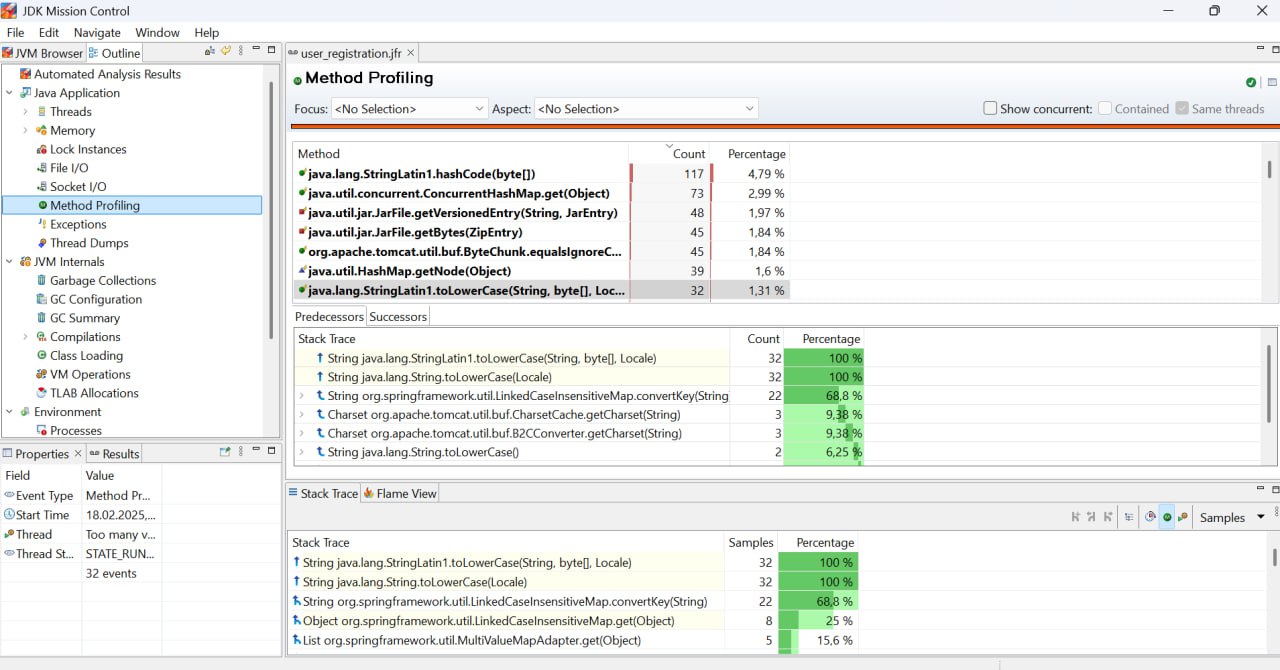 JDK Mission Control
File Edit Navigate Window Help
JVM Browser Outline
Automated Analysis Results
Java Application
Threads
Memory
Lock Instances
File I/O
Socket I/O
Method Profiling
Exceptions
Thread Dumps
JVM Internals
Garbage Collections
GC Configuration
GC Summary
Compilations
Class Loading
VM Operations
TLAB Allocations
Environment
Processes
Properties Results
Field Value
Event Type Method Pr...
Start Time 18.02.2025,...
Thread Too many v...
Thread St... STATE_RUN...
32 events
user_registration.jfr
Method Profiling
Focus: <No Selection> Aspect: <No Selection> Show concurrent: Contained Same threads
Method Count Percentage
java.lang.StringLatin1.hashCode(byte[]) 117 4,79 %
java.util.concurrent.ConcurrentHashMap.get(Object) 73 2,99 %
java.util.jar.JarFile.getVersionedEntry(String, JarEntry) 48 1,97 %
java.util.jar.JarFile.getBytes(ZipEntry) 45 1,84 %
org.apache.tomcat.util.buf.ByteChunk.equalsIgnoreC... 45 1,84 %
java.util.HashMap.getNode(Object) 39 1,6 %
java.lang.StringLatin1.toLowerCase(String, byte[], Loc... 32 1,31 %
Predecessors Successors
Stack Trace Count Percentage
String java.lang.StringLatin1.toLowerCase(String, byte[], Locale) 32 100 %
String java.lang.String.toLowerCase(Locale) 32 100 %
String org.springframework.util.LinkedCaseInsensitiveMap.convertKey(String 22 68,8 %
Charset org.apache.tomcat.util.buf.CharsetCache.getCharset(String) 3 9,38 %
Charset org.apache.tomcat.util.buf.B2CConverter.getCharset(String) 3 9,38 %
String java.lang.String.toLowerCase() 2 6,25 %
Stack Trace Flame View
Samples
Stack Trace Samples Percentage
String java.lang.StringLatin1.toLowerCase(String, byte[], Locale) 32 100 %
String java.lang.String.toLowerCase(Locale) 32 100 %
String org.springframework.util.LinkedCaseInsensitiveMap.convertKey(String) 22 68,8 %
Object org.springframework.util.LinkedCaseInsensitiveMap.get(Object) 8 25 %
List org.springframework.util.MultiValueMapAdapter.get(Object) 5 15,6 %